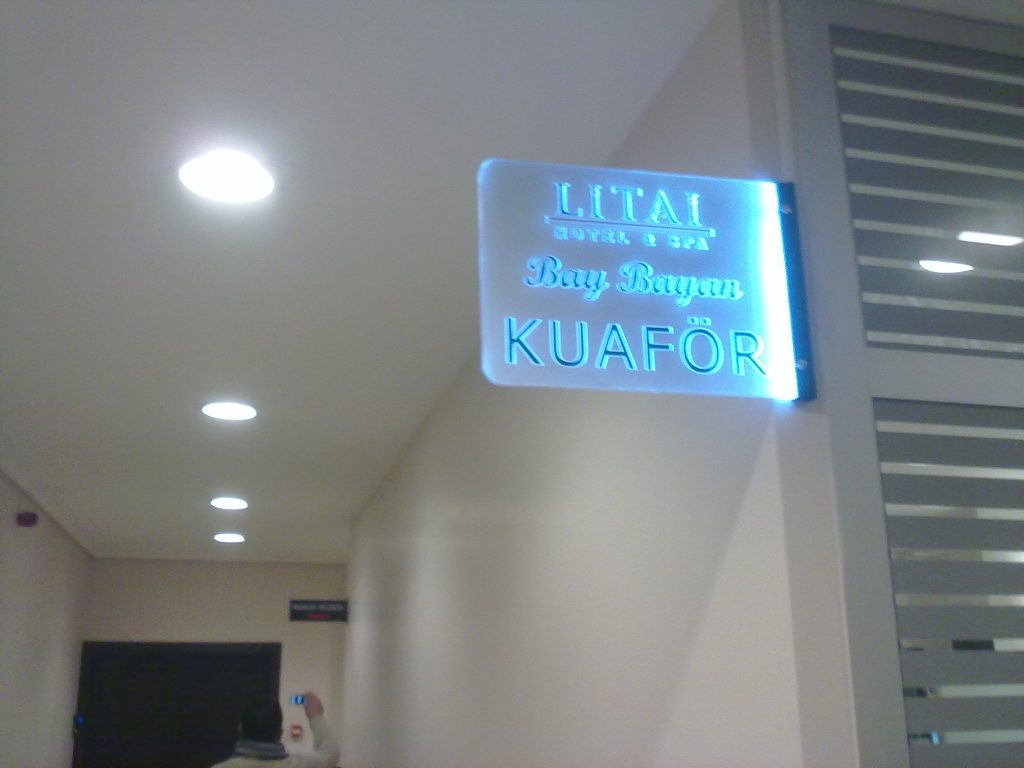 LITAI
HOTEL & SPA
Bay Bayan
KUAFÖR